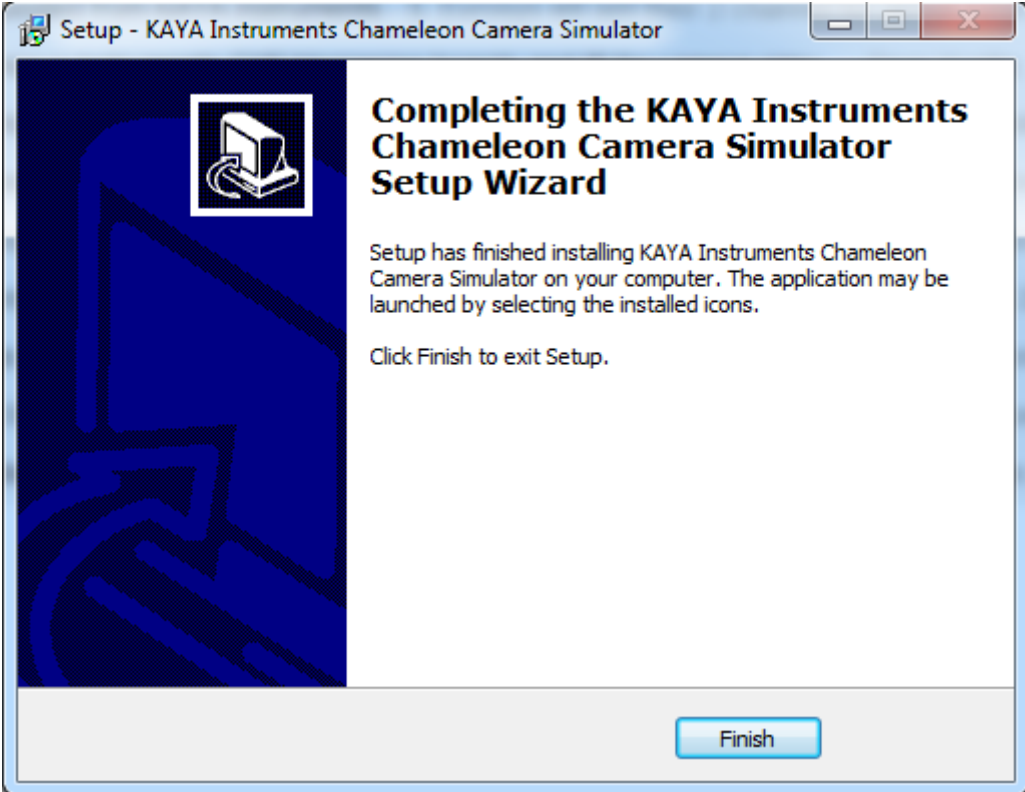 Setup - KAYA Instruments Chameleon Camera Simulator
Completing the KAYA Instruments
Chameleon Camera Simulator
Setup Wizard
Setup has finished installing KAYA Instruments Chameleon
Camera Simulator on your computer. The application may be
launched by selecting the installed icons.
Click Finish to exit Setup.
Finish